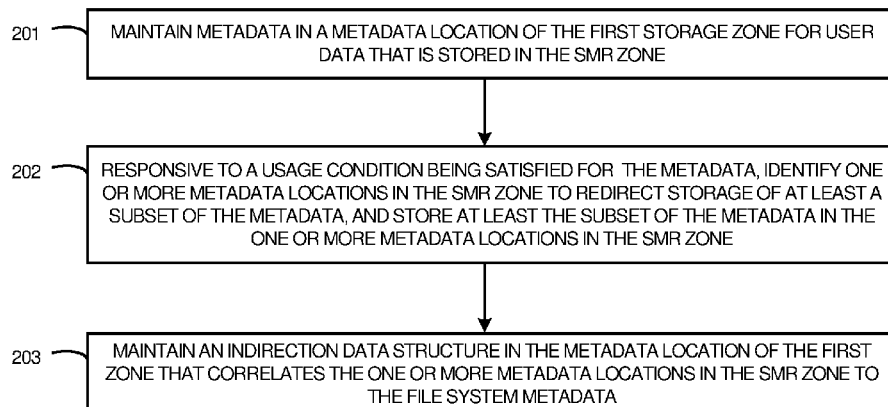 201
MAINTAIN METADATA IN A METADATA LOCATION OF THE FIRST STORAGE ZONE FOR USER
DATA THAT IS STORED IN THE SMR ZONE
202
RESPONSIVE TO A USAGE CONDITION BEING SATISFIED FOR THE METADATA, IDENTIFY ONE
OR MORE METADATA LOCATIONS IN THE SMR ZONE TO REDIRECT STORAGE OF AT LEAST A
SUBSET OF THE METADATA, AND STORE AT LEAST THE SUBSET OF THE METADATA IN THE
ONE OR MORE METADATA LOCATIONS IN THE SMR ZONE
203
MAINTAIN AN INDIRECTION DATA STRUCTURE IN THE METADATA LOCATION OF THE FIRST
ZONE THAT CORRELATES THE ONE OR MORE METADATA LOCATIONS IN THE SMR ZONE TO
THE FILE SYSTEM METADATA